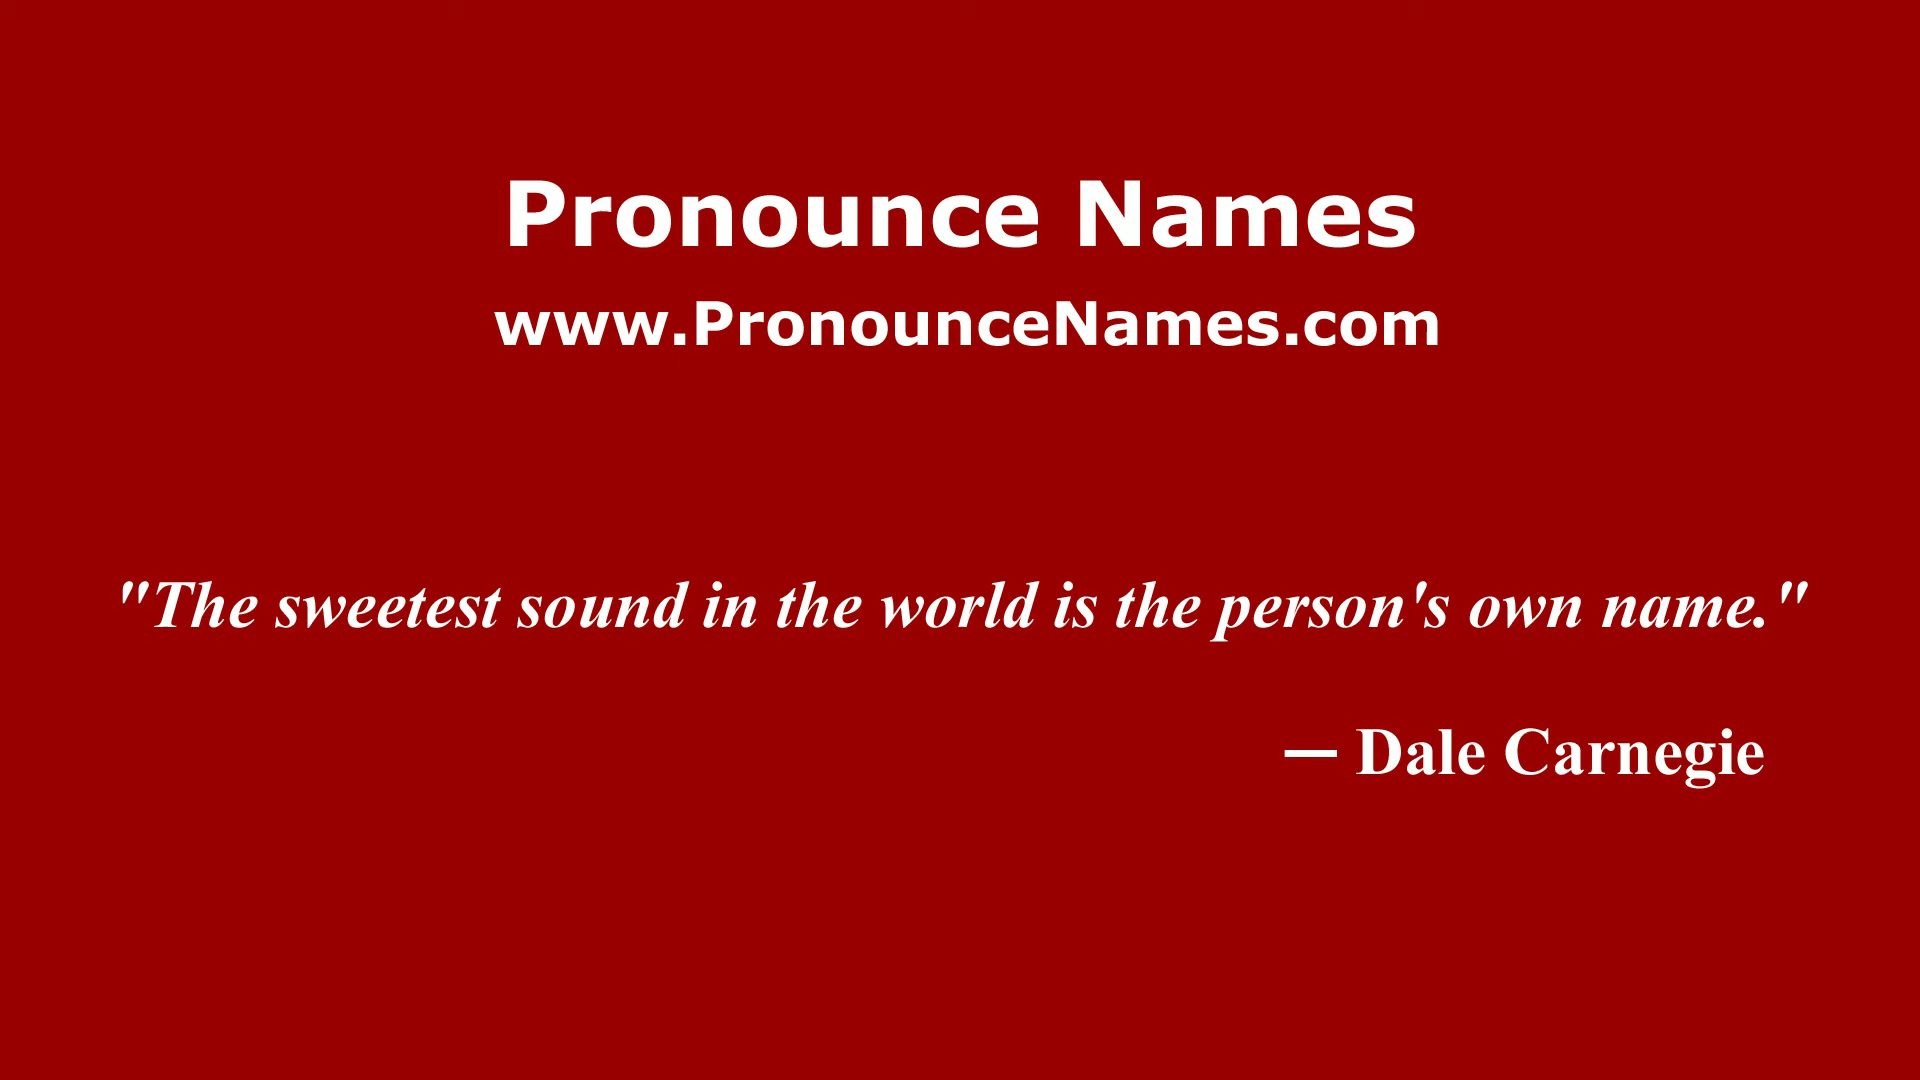 Pronounce Names
www.PronounceNames.com
"The sweetest sound in the world is the person's own name."
— Dale Carnegie